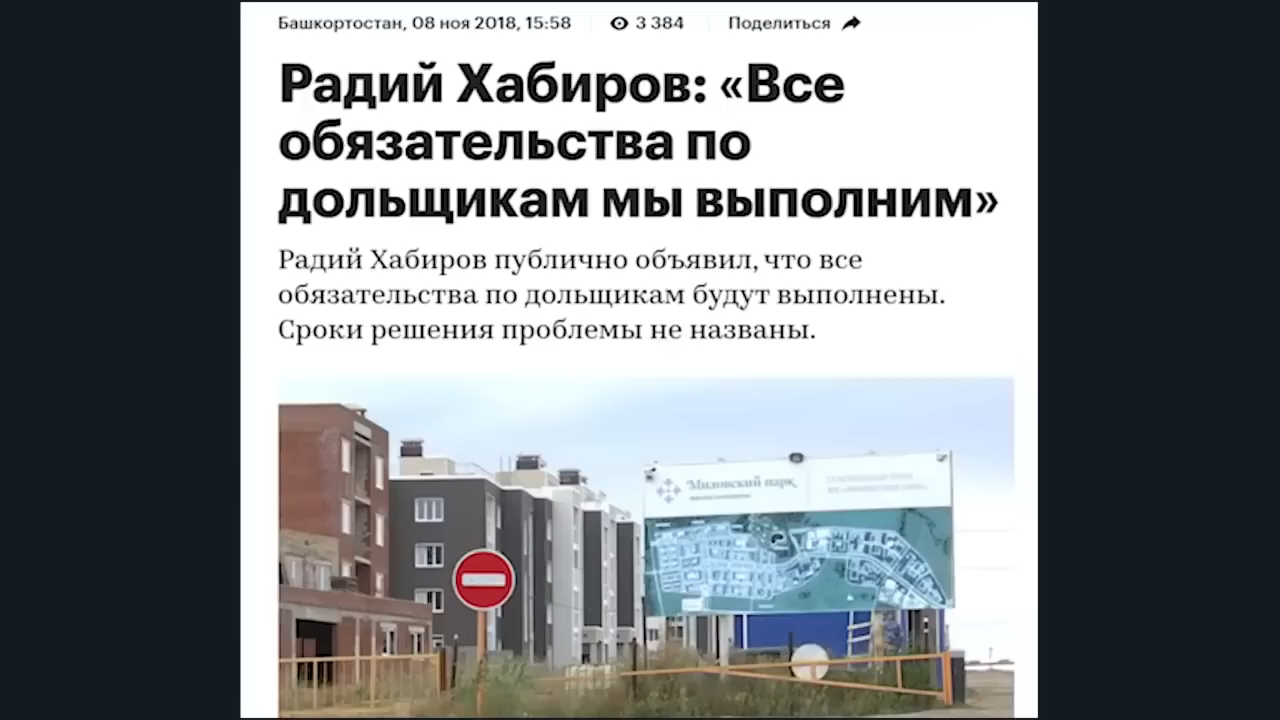 Башкортостан, 08 ноя 2018, 15:58 3 384 Поделиться
Радий Хабиров: «Все
обязательства по
дольщикам мы выполним»
Радий Хабиров публично объявил, что все
обязательства по дольщикам будут выполнены.
Сроки решения проблемы не названы.
Миловский парк